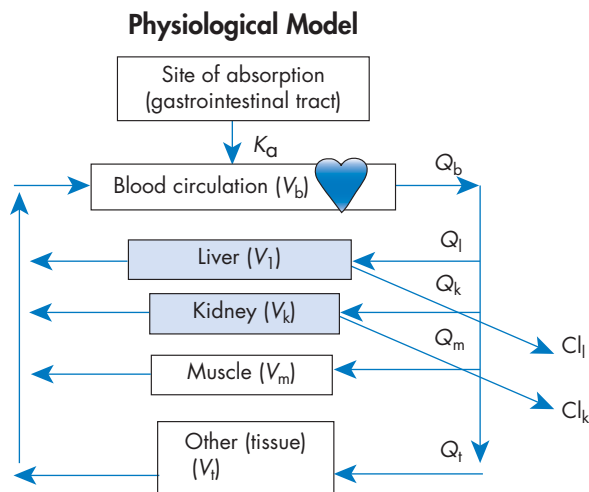 Physiological Model
Site of absorption
(gastrointestinal tract)
Ka
Blood circulation (Vb)
Qb
Liver (V1)
Ql
Kidney (Vk)
Qk
Qm
Cll
Muscle (Vm)
Clk
Other (tissue)
(Vt)
Qt